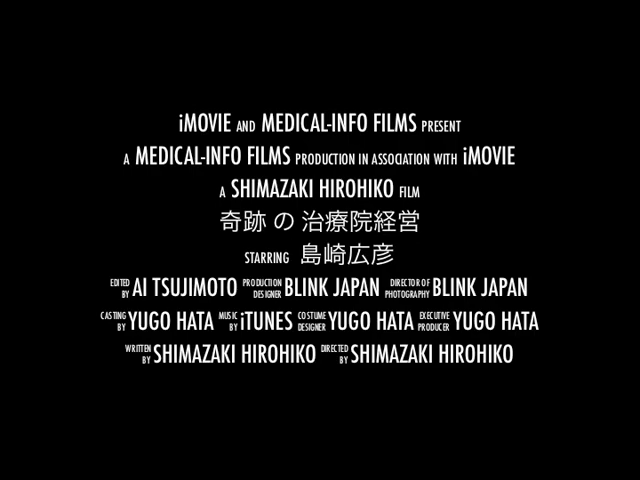 iMOVIE AND MEDICAL-INFO FILMS PRESENT
A MEDICAL-INFO FILMS PRODUCTION IN ASSOCIATION WITH iMOVIE
A SHIMAZAKI HIROHIKO FILM
奇跡 の 治療院経営
STARRING 島崎広彦
EDITED BY AI TSUJIMOTO PRODUCTION DESIGNER BLINK JAPAN DIRECTOR OF PHOTOGRAPHY BLINK JAPAN
CASTING BY YUGO HATA MUSIC BY iTUNES COSTUME DESIGNER YUGO HATA EXECUTIVE PRODUCER YUGO HATA
WRITTEN BY SHIMAZAKI HIROHIKO DIRECTED BY SHIMAZAKI HIROHIKO